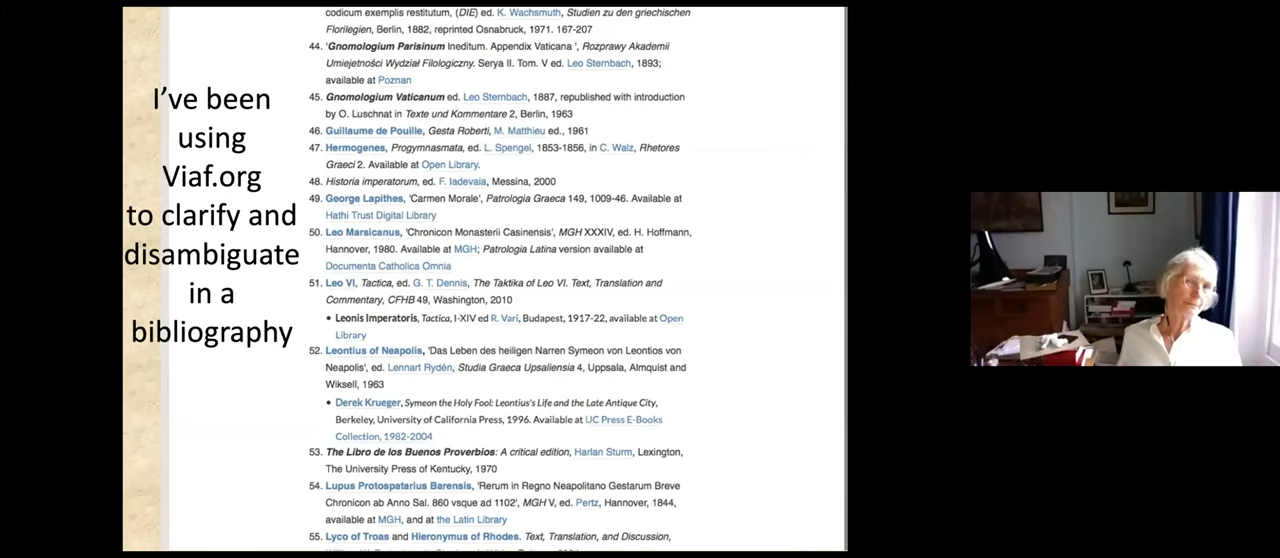 I've been
using
Viaf.org
to clarify and
disambiguate
in a
bibliography
codicum exemplis restitutum, (DIE) ed. K. Wachsmuth, Studien zu den griechischen
Florilegien, Berlin, 1882, reprinted Osnabruck, 1971. 167-207
44. 'Gnomologium Parisinum Ineditum. Appendix Vaticana ', Rozprawy Akademii
Umiejetności Wydział Filologiczny. Serya II. Tom. V ed. Leo Sternbach, 1893;
available at Poznan
45. Gnomologium Vaticanum ed. Leo Sternbach, 1887, republished with introduction
by O. Luschnat in Texte und Kommentare 2, Berlin, 1963
46. Guillaume de Pouille, Gesta Roberti, M. Matthieu ed., 1961
47. Hermogenes, Progymnasmata, ed. L. Spengel, 1853-1856, in C. Walz, Rhetores
Graeci 2. Available at Open Library.
48. Historia imperatorum, ed. F. Iadevaia, Messina, 2000
49. George Lapithes, 'Carmen Morale', Patrologia Graeca 149, 1009-46. Available at
Hathi Trust Digital Library
50. Leo Marsicanus, 'Chronicon Monasterii Casinensis', MGH XXXIV, ed. H. Hoffmann,
Hannover, 1980. Available at MGH; Patrologia Latina version available at
Documenta Catholica Omnia
51. Leo VI, Tactica, ed. G. T. Dennis, The Taktika of Leo VI. Text, Translation and
Commentary, CFHB 49, Washington, 2010
• Leonis Imperatoris, Tactica, I-XIV ed R. Vari, Budapest, 1917-22, available at Open
Library
52. Leontius of Neapolis, 'Das Leben des heiligen Narren Symeon von Leontios von
Neapolis', ed. Lennart Rydén, Studia Graeca Upsaliensia 4, Uppsala, Almquist and
Wiksell, 1963
• Derek Krueger, Symeon the Holy Fool: Leontius's Life and the Late Antique City,
Berkeley, University of California Press, 1996. Available at UC Press E-Books
Collection, 1982-2004
53. The Libro de los Buenos Proverbios: A critical edition, Harlan Sturm, Lexington,
The University Press of Kentucky, 1970
54. Lupus Protospatarius Barensis, 'Rerum in Regno Neapolitano Gestarum Breve
Chronicon ab Anno Sal. 860 vsque ad 1102', MGH V, ed. Pertz, Hannover, 1844,
available at MGH, and at the Latin Library
55. Lyco of Troas and Hieronymus of Rhodes. Text, Translation, and Discussion,